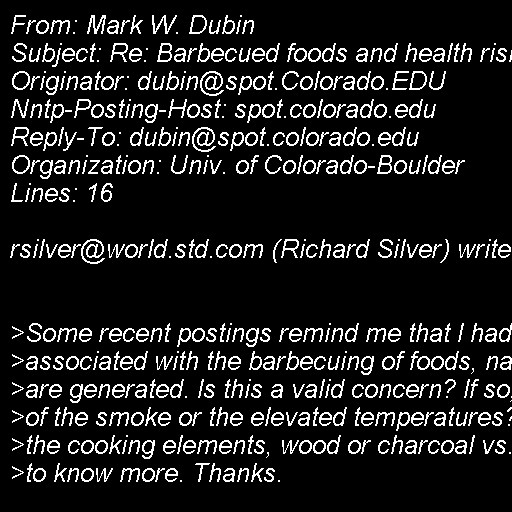 From: Mark W. Dubin
Subject: Re: Barbecued foods and health
Originator: dubin@spot.Colorado.EDU
Nntp-Posting-Host: spot.colorado.edu
Reply-To: dubin@spot.colorado.edu
Organization: Univ. of Colorado-Boulder
Lines: 16
rsilver@world.std.com (Richard Silver) write
>Some recent postings remind me that I had
>associated with the barbecuing of foods, na
>are generated. Is this a valid concern? If so,
>of the smoke or the elevated temperatures?
>the cooking elements, wood or charcoal vs.
>to know more. Thanks.